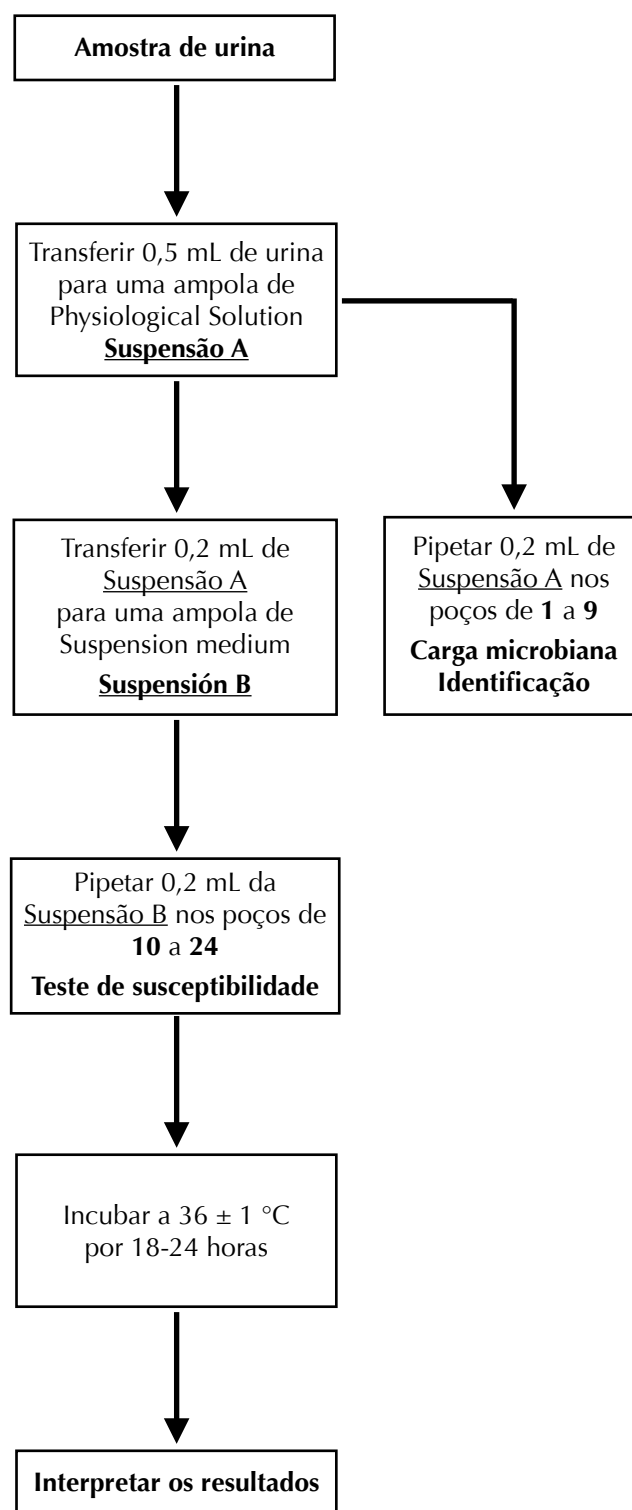 Amostra de urina
Transferir 0,5 mL de urina
para uma ampola de
Physiological Solution
Suspensão A
Transferir 0,2 mL de
Suspensão A
para uma ampola de
Suspension medium
Suspensión B
Pipetar 0,2 mL de
Suspensão A nos
poços de 1 a 9
Carga microbiana
Identificação
Pipetar 0,2 mL da
Suspensão B nos poços de
10 a 24
Teste de susceptibilidade
Incubar a 36 ± 1 °C
por 18-24 horas
Interpretar os resultados